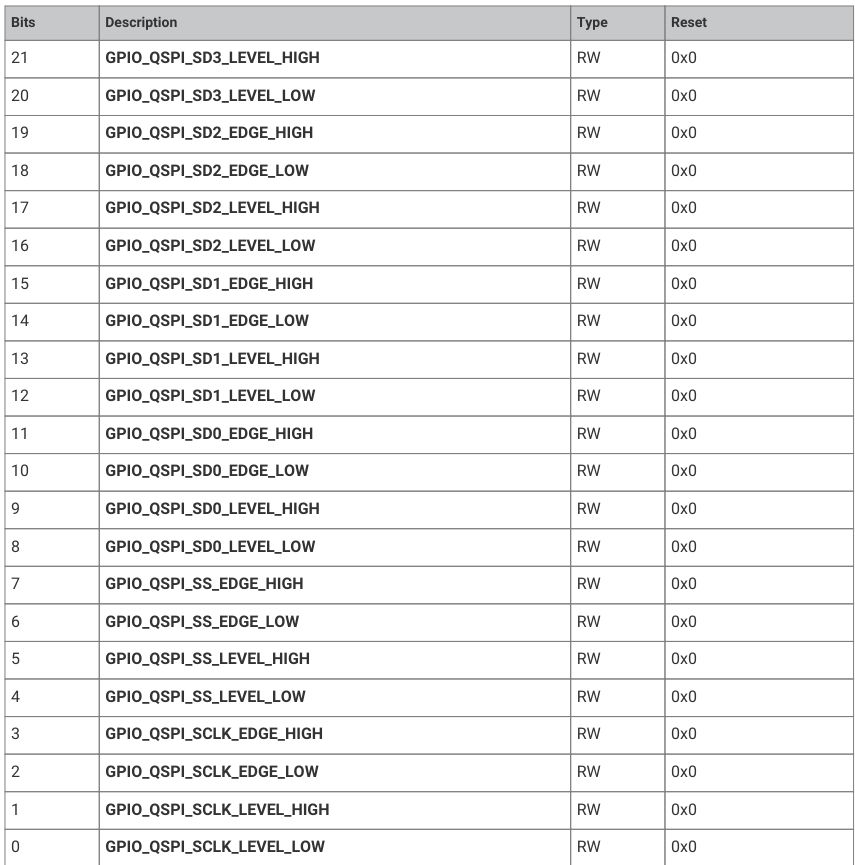 Bits Description Type Reset
21 GPIO_QSPI_SD3_LEVEL_HIGH RW 0x0
20 GPIO_QSPI_SD3_LEVEL_LOW RW 0x0
19 GPIO_QSPI_SD2_EDGE_HIGH RW 0x0
18 GPIO_QSPI_SD2_EDGE_LOW RW 0x0
17 GPIO_QSPI_SD2_LEVEL_HIGH RW 0x0
16 GPIO_QSPI_SD2_LEVEL_LOW RW 0x0
15 GPIO_QSPI_SD1_EDGE_HIGH RW 0x0
14 GPIO_QSPI_SD1_EDGE_LOW RW 0x0
13 GPIO_QSPI_SD1_LEVEL_HIGH RW 0x0
12 GPIO_QSPI_SD1_LEVEL_LOW RW 0x0
11 GPIO_QSPI_SD0_EDGE_HIGH RW 0x0
10 GPIO_QSPI_SD0_EDGE_LOW RW 0x0
9 GPIO_QSPI_SD0_LEVEL_HIGH RW 0x0
8 GPIO_QSPI_SD0_LEVEL_LOW RW 0x0
7 GPIO_QSPI_SS_EDGE_HIGH RW 0x0
6 GPIO_QSPI_SS_EDGE_LOW RW 0x0
5 GPIO_QSPI_SS_LEVEL_HIGH RW 0x0
4 GPIO_QSPI_SS_LEVEL_LOW RW 0x0
3 GPIO_QSPI_SCLK_EDGE_HIGH RW 0x0
2 GPIO_QSPI_SCLK_EDGE_LOW RW 0x0
1 GPIO_QSPI_SCLK_LEVEL_HIGH RW 0x0
0 GPIO_QSPI_SCLK_LEVEL_LOW RW 0x0